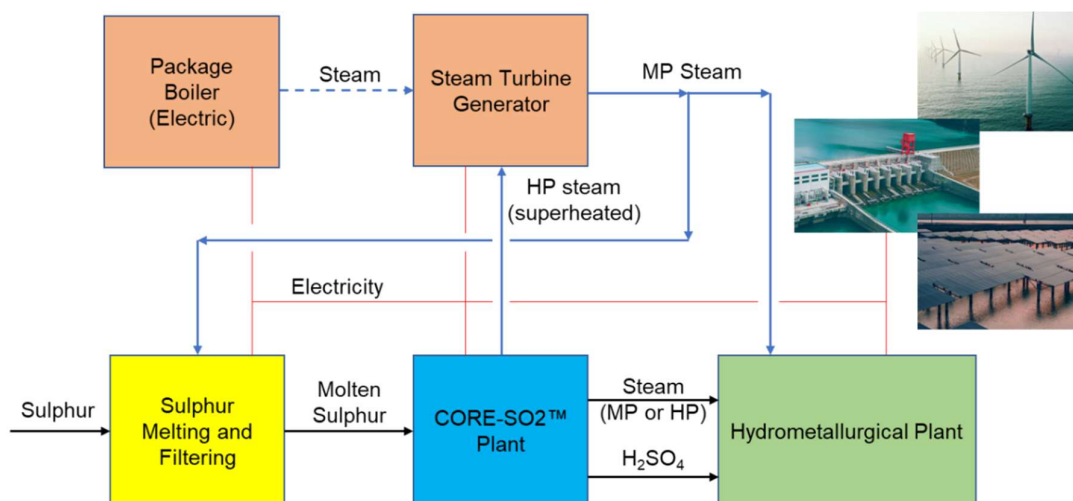 Package
Boiler
(Electric)
Steam
Steam Turbine
Generator
MP Steam
HP steam
(superheated)
Electricity
Sulphur
Sulphur
Melting and
Filtering
Molten
Sulphur
CORE-SO2™
Plant
Steam
(MP or HP)
H₂SO₄
Hydrometallurgical Plant